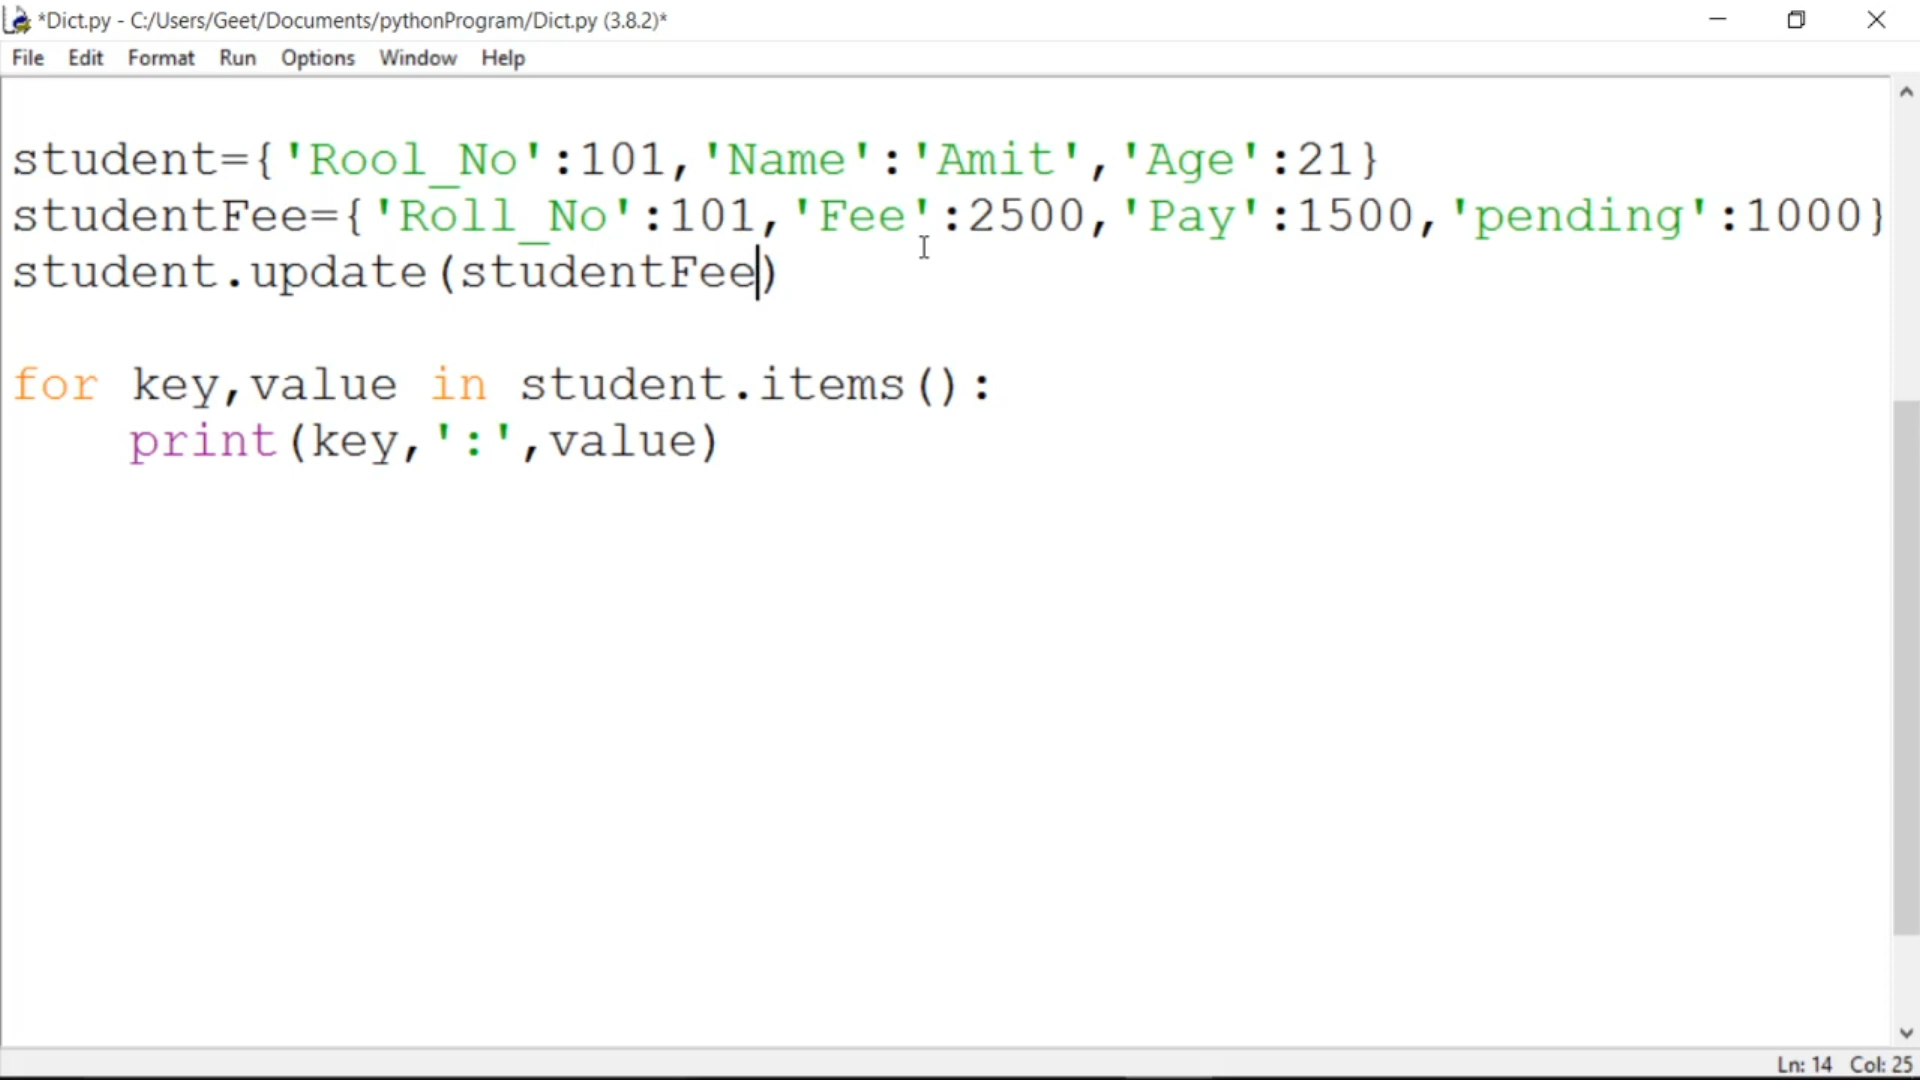 *Dict.py - C:/Users/Geet/Documents/pythonProgram/Dict.py (3.8.2)*
File Edit Format Run Options Window Help
student={'Rool_No':101,'Name':'Amit','Age':21}
studentFee={'Roll_No':101,'Fee':2500,'Pay':1500,'pending':1000}
student.update(studentFee)
for key,value in student.items():
    print(key,':',value)
Ln: 14 Col: 25